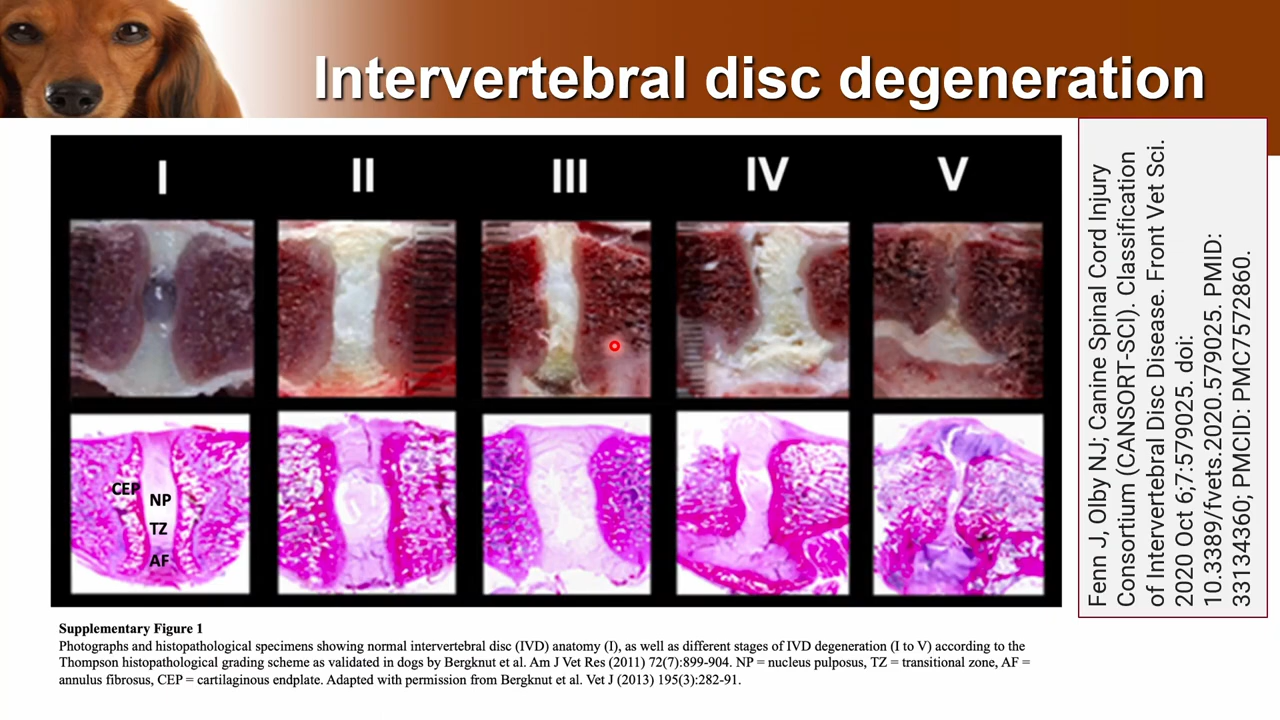 Intervertebral disc degeneration
I II III IV V
CEP
NP
TZ
AF
Supplementary Figure 1
Photographs and histopathological specimens showing normal intervertebral disc (IVD) anatomy (I), as well as different stages of IVD degeneration (I to V) according to the
Thompson histopathological grading scheme as validated in dogs by Bergknut et al. Am J Vet Res (2011) 72(7):899-904. NP = nucleus pulposus, TZ = transitional zone, AF =
annulus fibrosus, CEP = cartilaginous endplate. Adapted with permission from Bergknut et al. Vet J (2013) 195(3):282-91.
Fenn J, Olby NJ; Canine Spinal Cord Injury
Consortium (CANSORT-SCI). Classification
of Intervertebral Disc Disease. Front Vet Sci.
2020 Oct 6;7:579025. doi:
10.3389/fvets.2020.579025. PMID:
33134360; PMCID: PMC7572860.